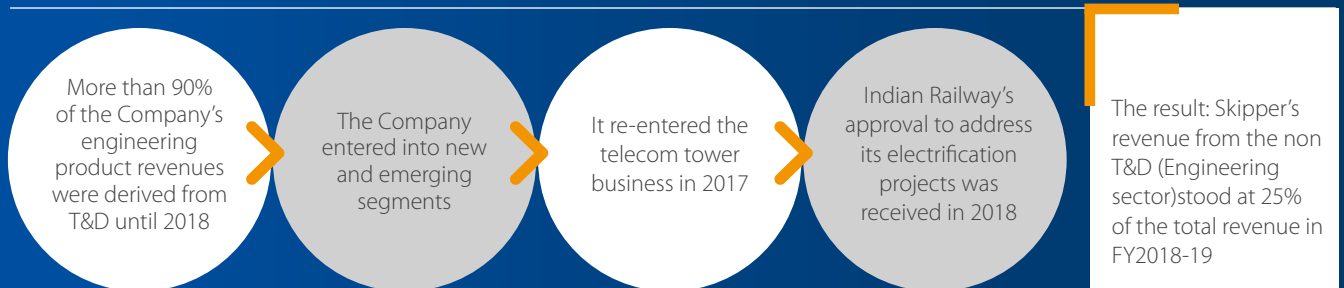 More than 90%
of the Company’s
engineering
product revenues
were derived from
T&D until 2018
The Company
entered into new
and emerging
segments
It re-entered the
telecom tower
business in 2017
Indian Railway’s
approval to address
its electrification
projects was
received in 2018
The result: Skipper’s
revenue from the non
T&D (Engineering
sector)stood at 25%
of the total revenue in
FY2018-19